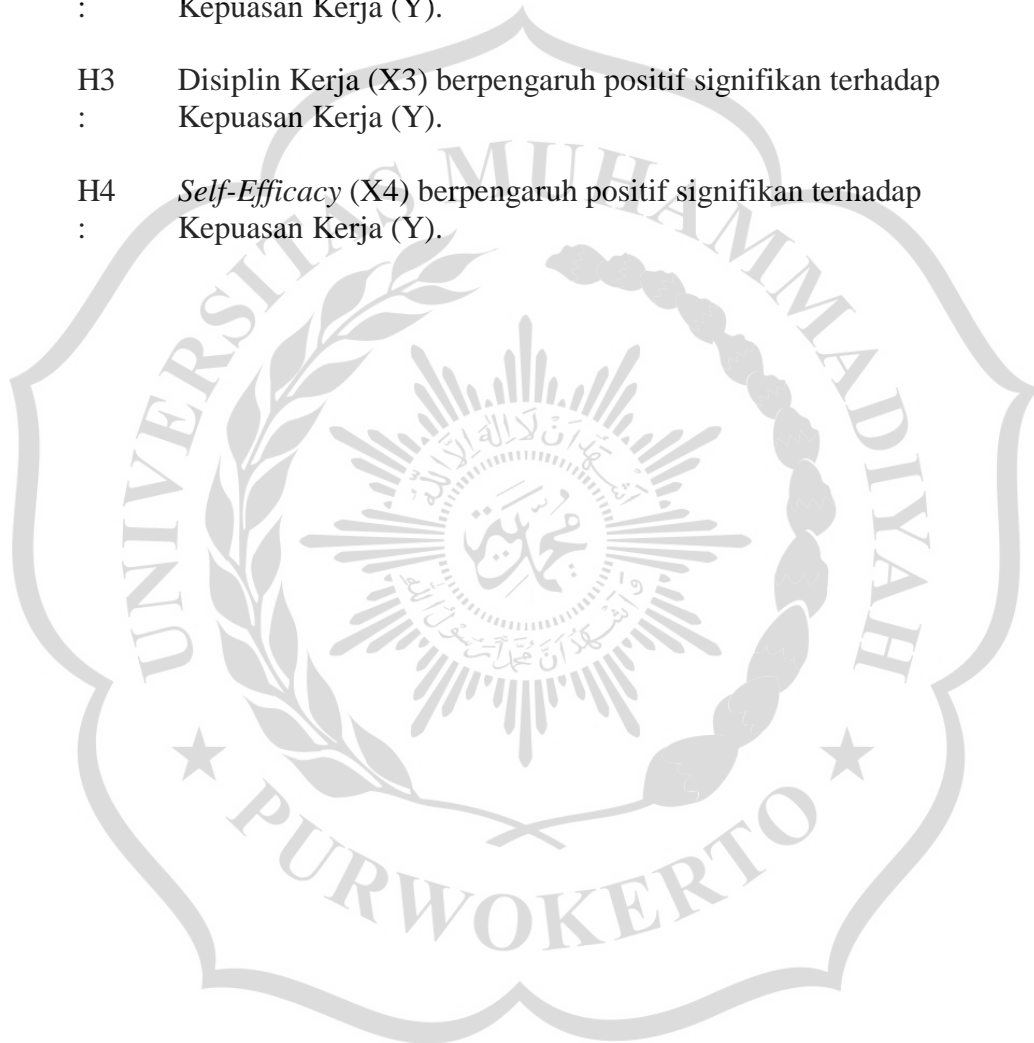 : Kepuasan Kerja (Y).
H3 Disiplin Kerja (X3) berpengaruh positif signifikan terhadap
: Kepuasan Kerja (Y).
H4 Self-Efficacy (X4) berpengaruh positif signifikan terhadap
: Kepuasan Kerja (Y).
UNIVERSITAS MUHAMMADIYAH
PURWOKERTO